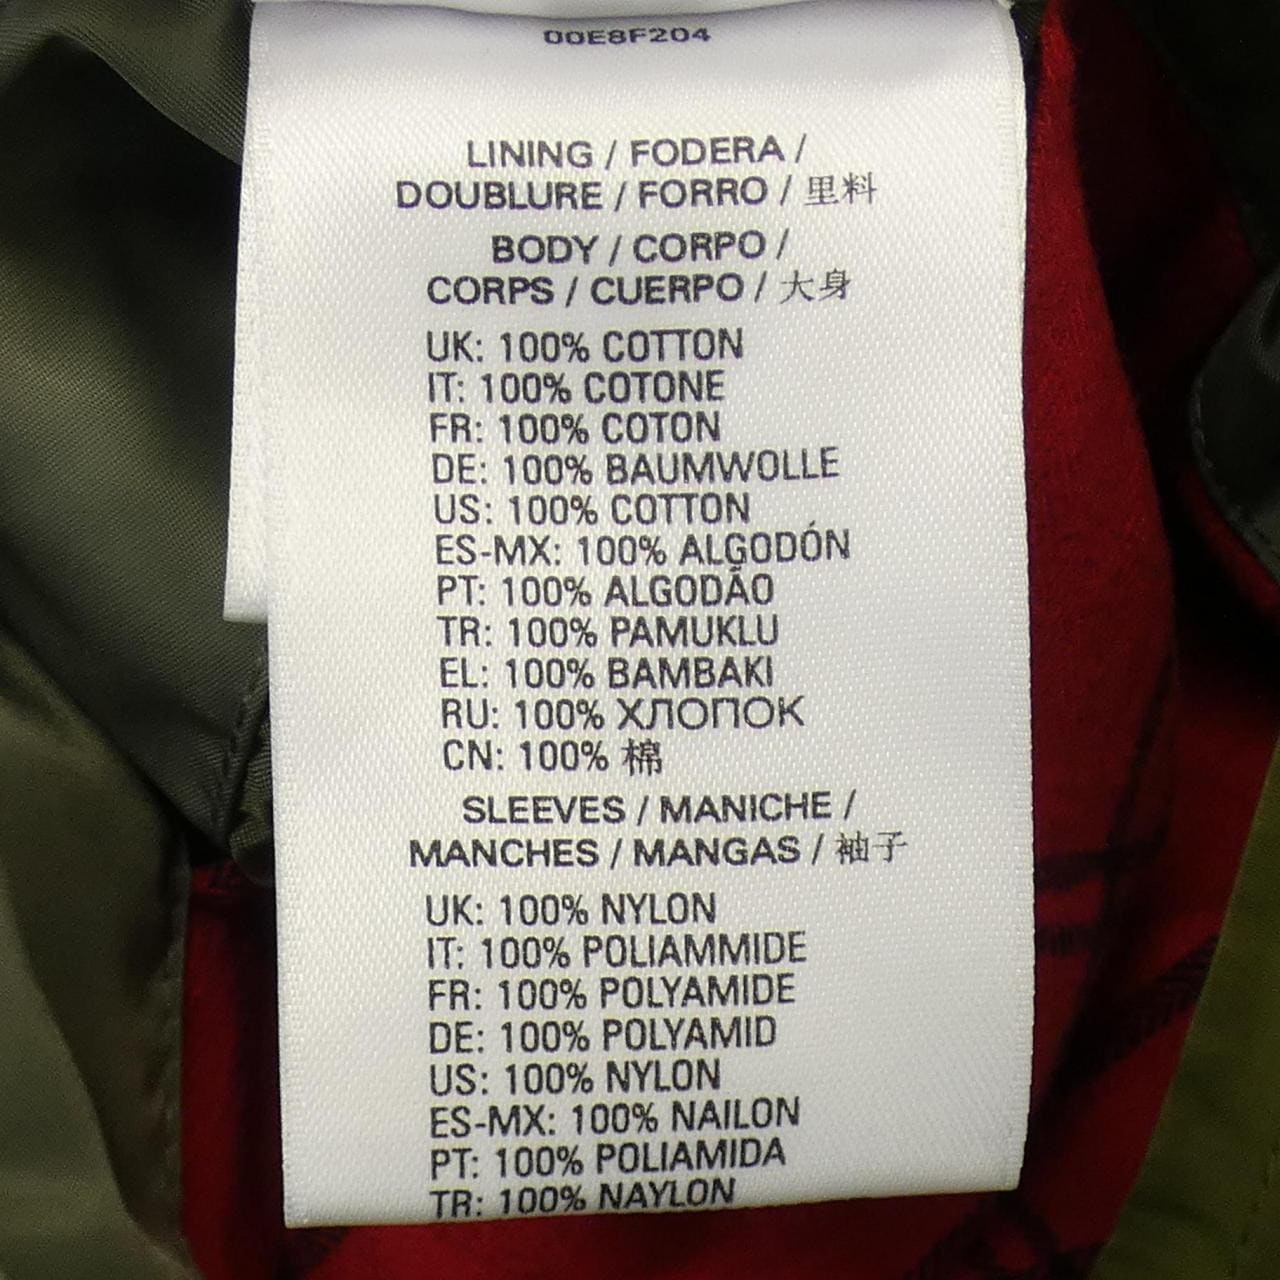 00E8F204
LINING / FODERA /
DOUBLURE / FORRO / 里料
BODY / CORPO /
CORPS / CUERPO / 大身
UK: 100% COTTON
IT: 100% COTONE
FR: 100% COTON
DE: 100% BAUMWOLLE
US: 100% COTTON
ES-MX: 100% ALGODÓN
PT: 100% ALGODÃO
TR: 100% PAMUKLU
EL: 100% BAMBAKI
RU: 100% ХЛОПОК
CN: 100% 棉
SLEEVES / MANICHE /
MANCHES / MANGAS / 袖子
UK: 100% NYLON
IT: 100% POLIAMMIDE
FR: 100% POLYAMIDE
DE: 100% POLYAMID
US: 100% NYLON
ES-MX: 100% NAILON
PT: 100% POLIAMIDA
TR: 100% NAYLON